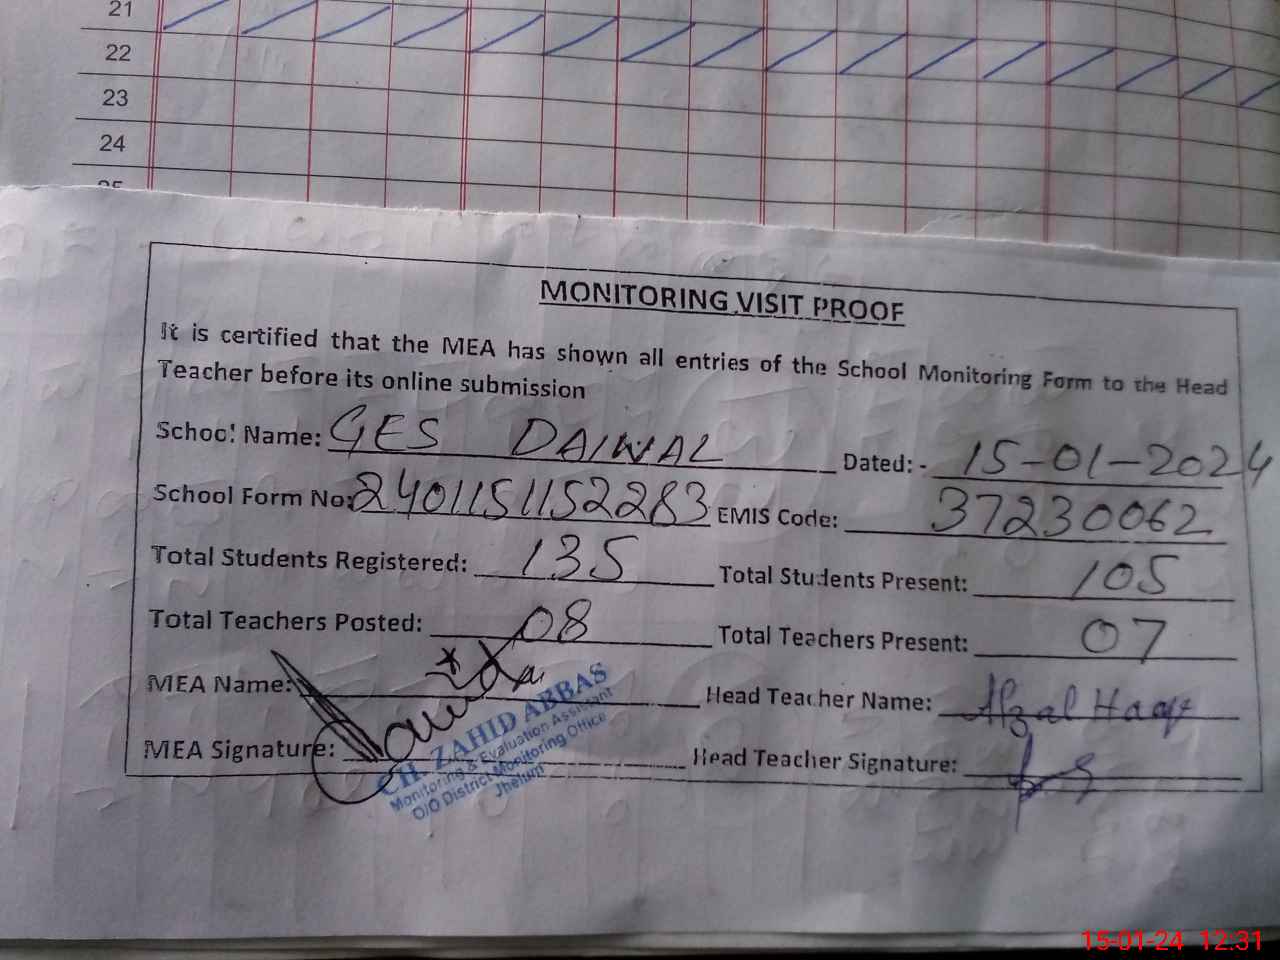 21
22
23
24
25
MONITORING VISIT PROOF
It is certified that the MEA has shown all entries of the School Monitoring Form to the Head
Teacher before its online submission
School Name: GES DAIWAL Dated: - 15-01-2024
School Form No: 2401151152283 EMIS Code: 37230062
Total Students Registered: 135 Total Students Present: 105
Total Teachers Posted: 08 Total Teachers Present: 07
MEA Name: Head Teacher Name: Afzal Haq
MEA Signature: Head Teacher Signature:
CH. ZAHID ABBAS
Monitoring & Evaluation Assistant
O/O District Monitoring Office
Jhelum
15-01-24 12:31